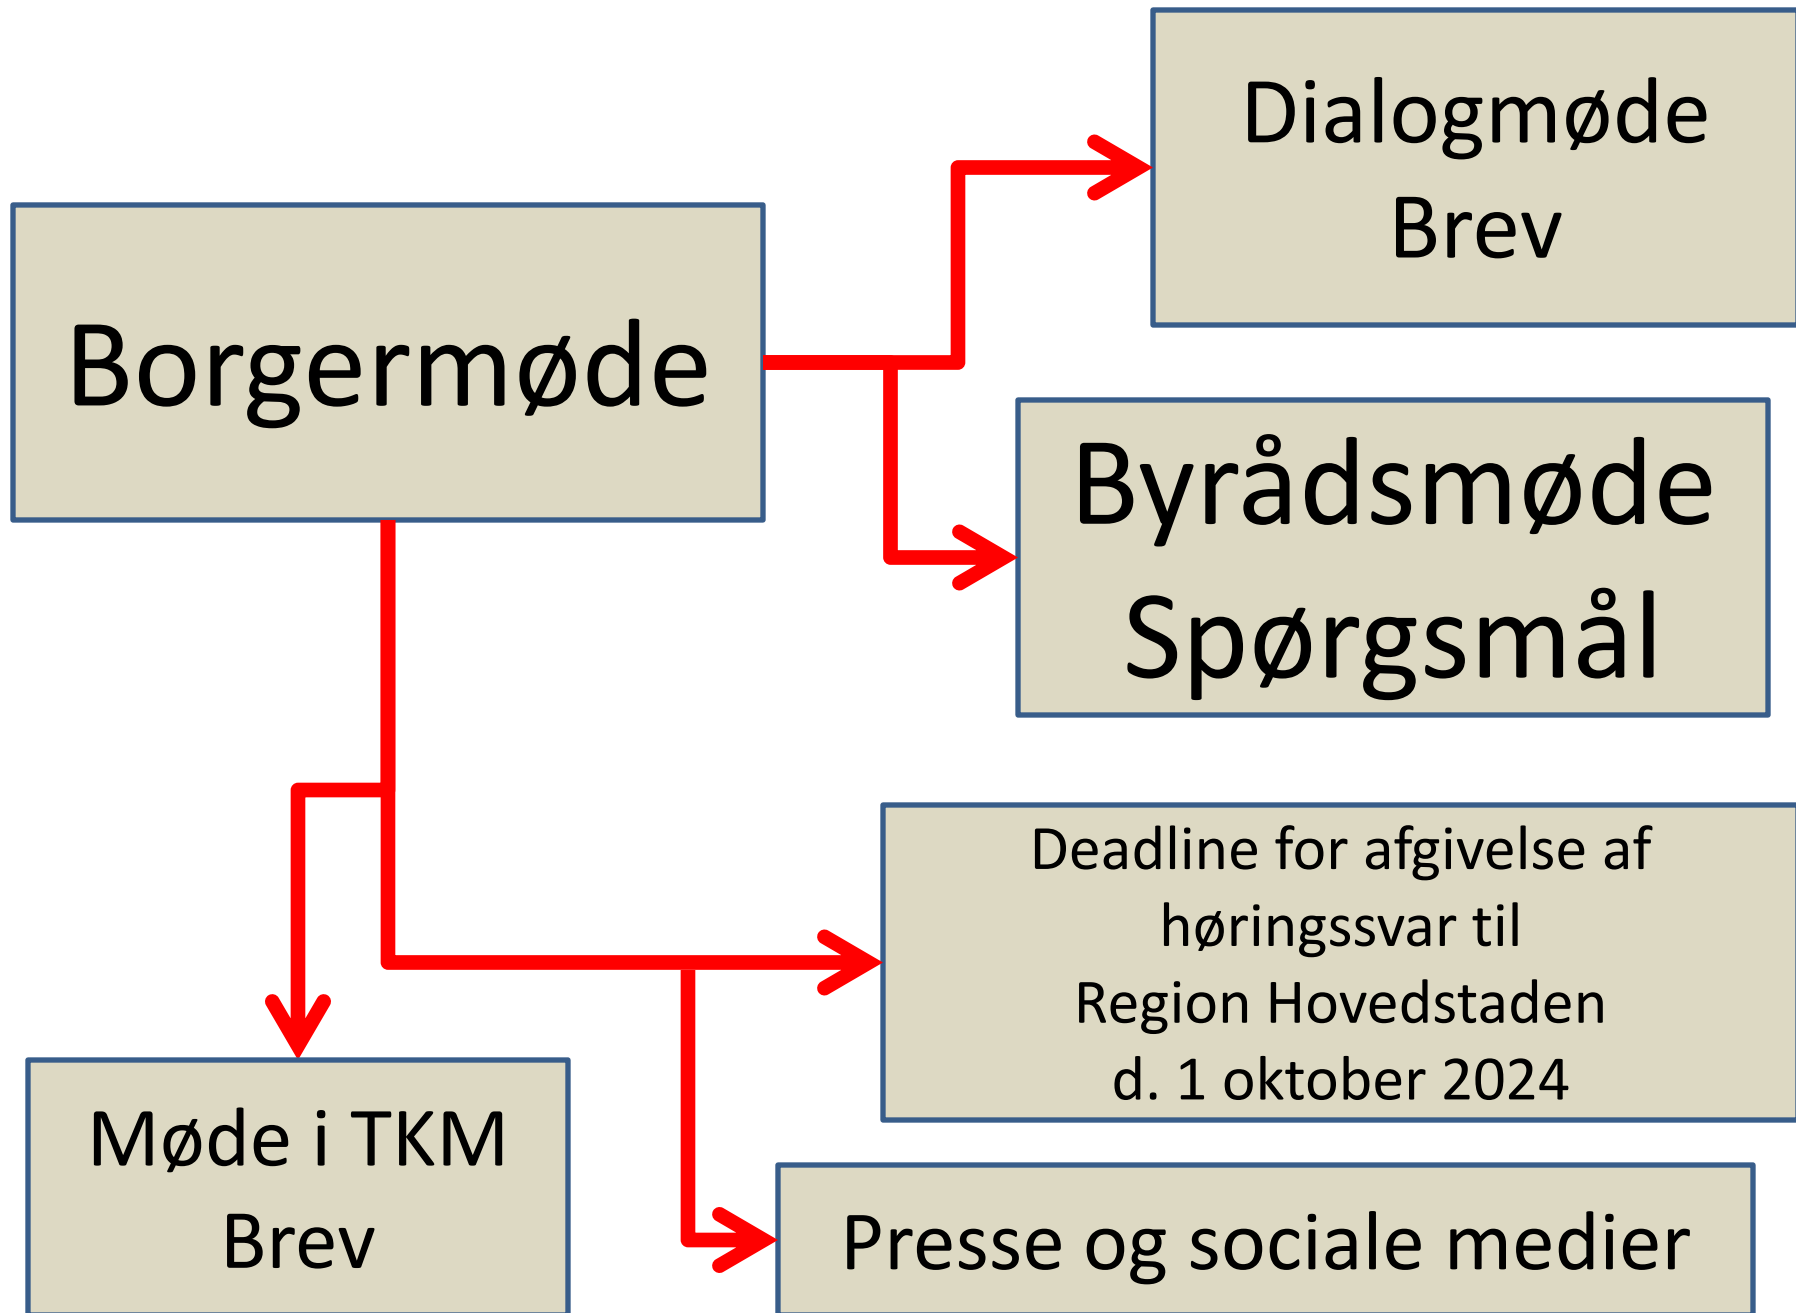 Dialogmøde
Brev
Borgermøde
Byrådsmøde
Spørgsmål
Deadline for afgivelse af
høringssvar til
Region Hovedstaden
d. 1 oktober 2024
Møde i TKM
Brev
Presse og sociale medier